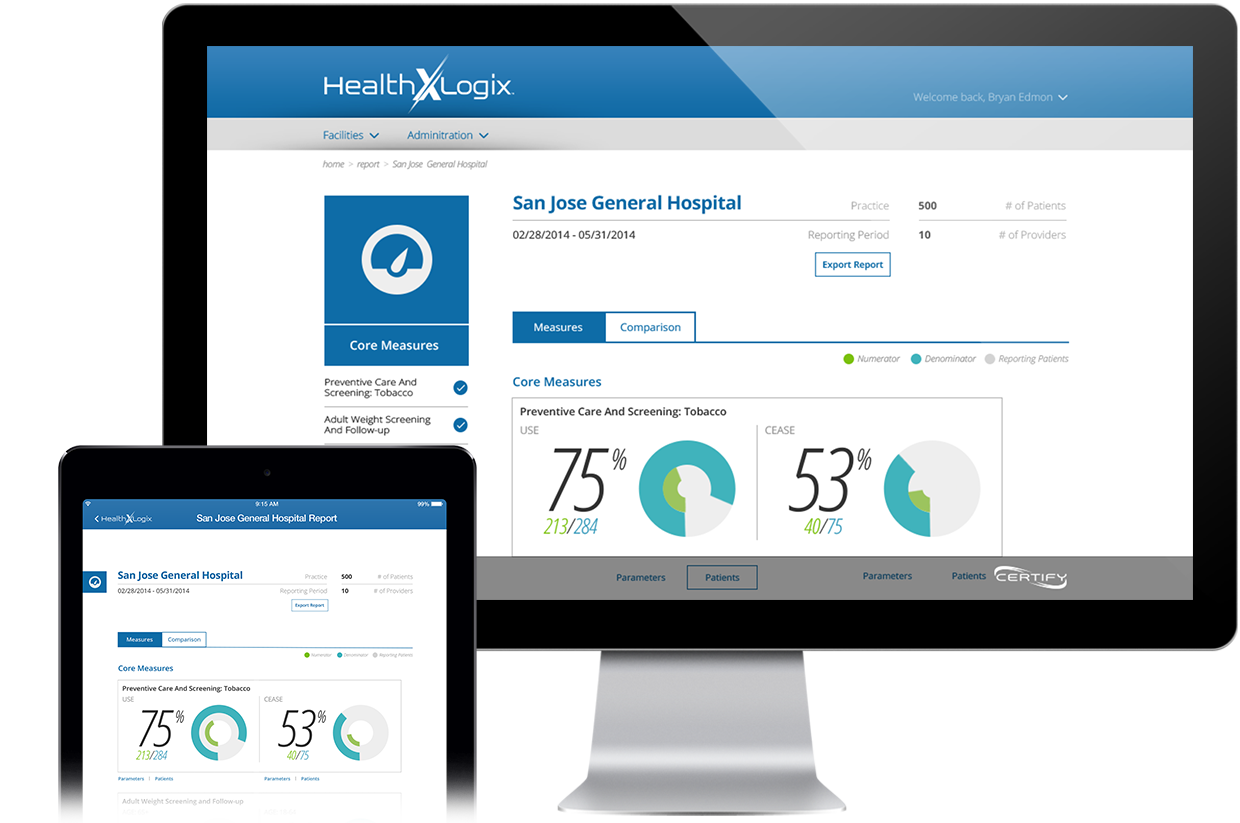 HealthXLogix.
Welcome back, Bryan Edmon
Facilities Adminitration
home > report > San Jose General Hospital
San Jose General Hospital Practice 500 # of Patients
02/28/2014 - 05/31/2014 Reporting Period 10 # of Providers
Export Report
Core Measures
Preventive Care And
Screening: Tobacco
Adult Weight Screening
And Follow-up
Measures Comparison
Numerator Denominator Reporting Patients
Core Measures
Preventive Care And Screening: Tobacco
USE CEASE
75% 53%
213/284 40/75
Parameters Patients Parameters Patients CERTIFY
9:15 AM 99%
HealthXLogix San Jose General Hospital Report
San Jose General Hospital Practice 500 # of Patients
02/28/2014 - 05/31/2014 Reporting Period 10 # of Providers
Export Report
Measures Comparison
Numerator Denominator Reporting Patients
Core Measures
Preventive Care And Screening: Tobacco
USE CEASE
75% 53%
213/284 40/75
Parameters | Patients Parameters | Patients
Adult Weight Screening and Follow-up